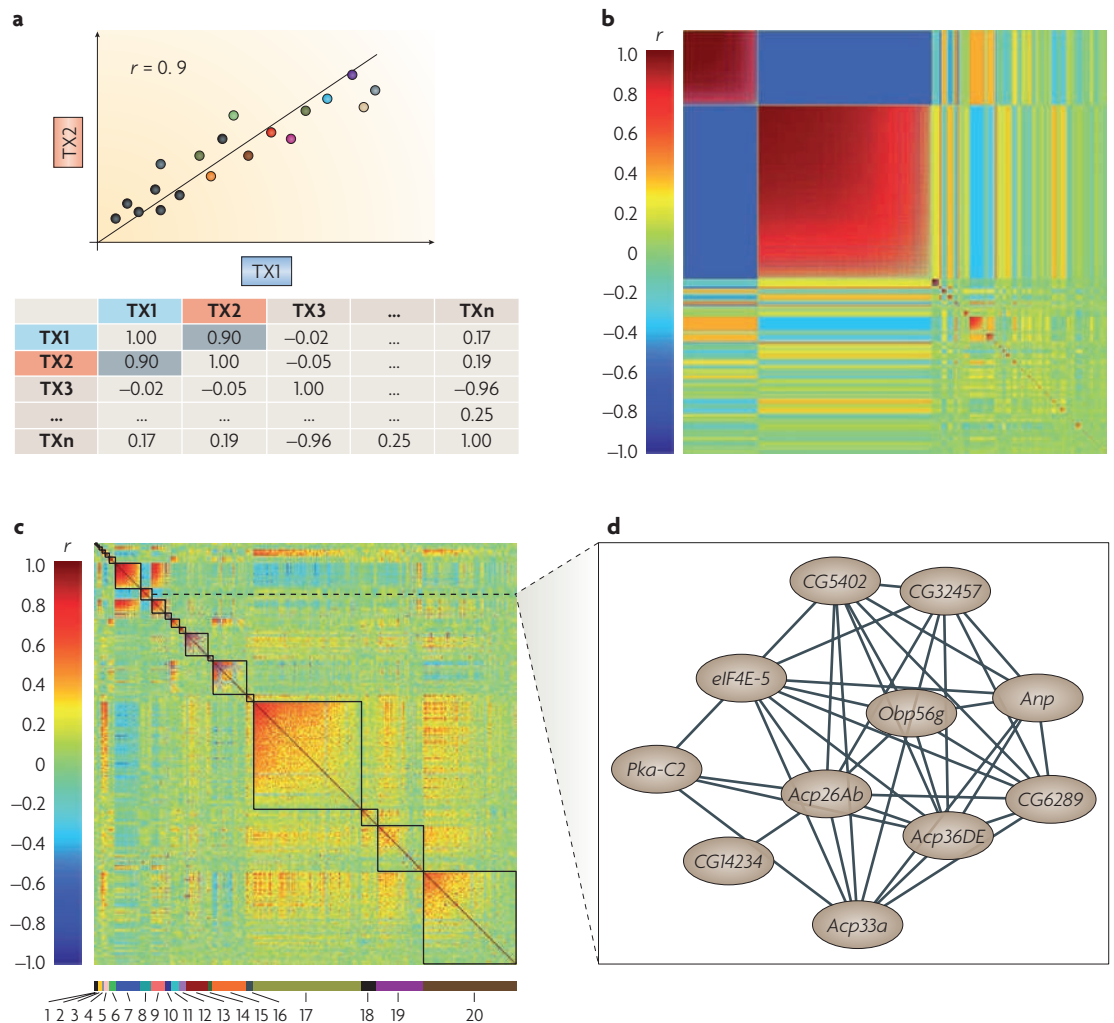 a
r = 0. 9
TX2
TX1
TX1 TX2 TX3 ... TXn
TX1 1.00 0.90 –0.02 ... 0.17
TX2 0.90 1.00 –0.05 ... 0.19
TX3 –0.02 –0.05 1.00 ... –0.96
... ... ... ... 0.25
TXn 0.17 0.19 –0.96 0.25 1.00
b
r
1.0
0.8
0.6
0.4
0.2
0
–0.2
–0.4
–0.6
–0.8
–1.0
c
r
1.0
0.8
0.6
0.4
0.2
0
–0.2
–0.4
–0.6
–0.8
–1.0
1 2 3 4 5 6 7 8 9 10 11 12 13 14 15 16 17 18 19 20
d
CG5402
CG32457
eIF4E-5
Obp56g
Anp
Pka-C2
Acp26Ab
CG6289
Acp36DE
CG14234
Acp33a